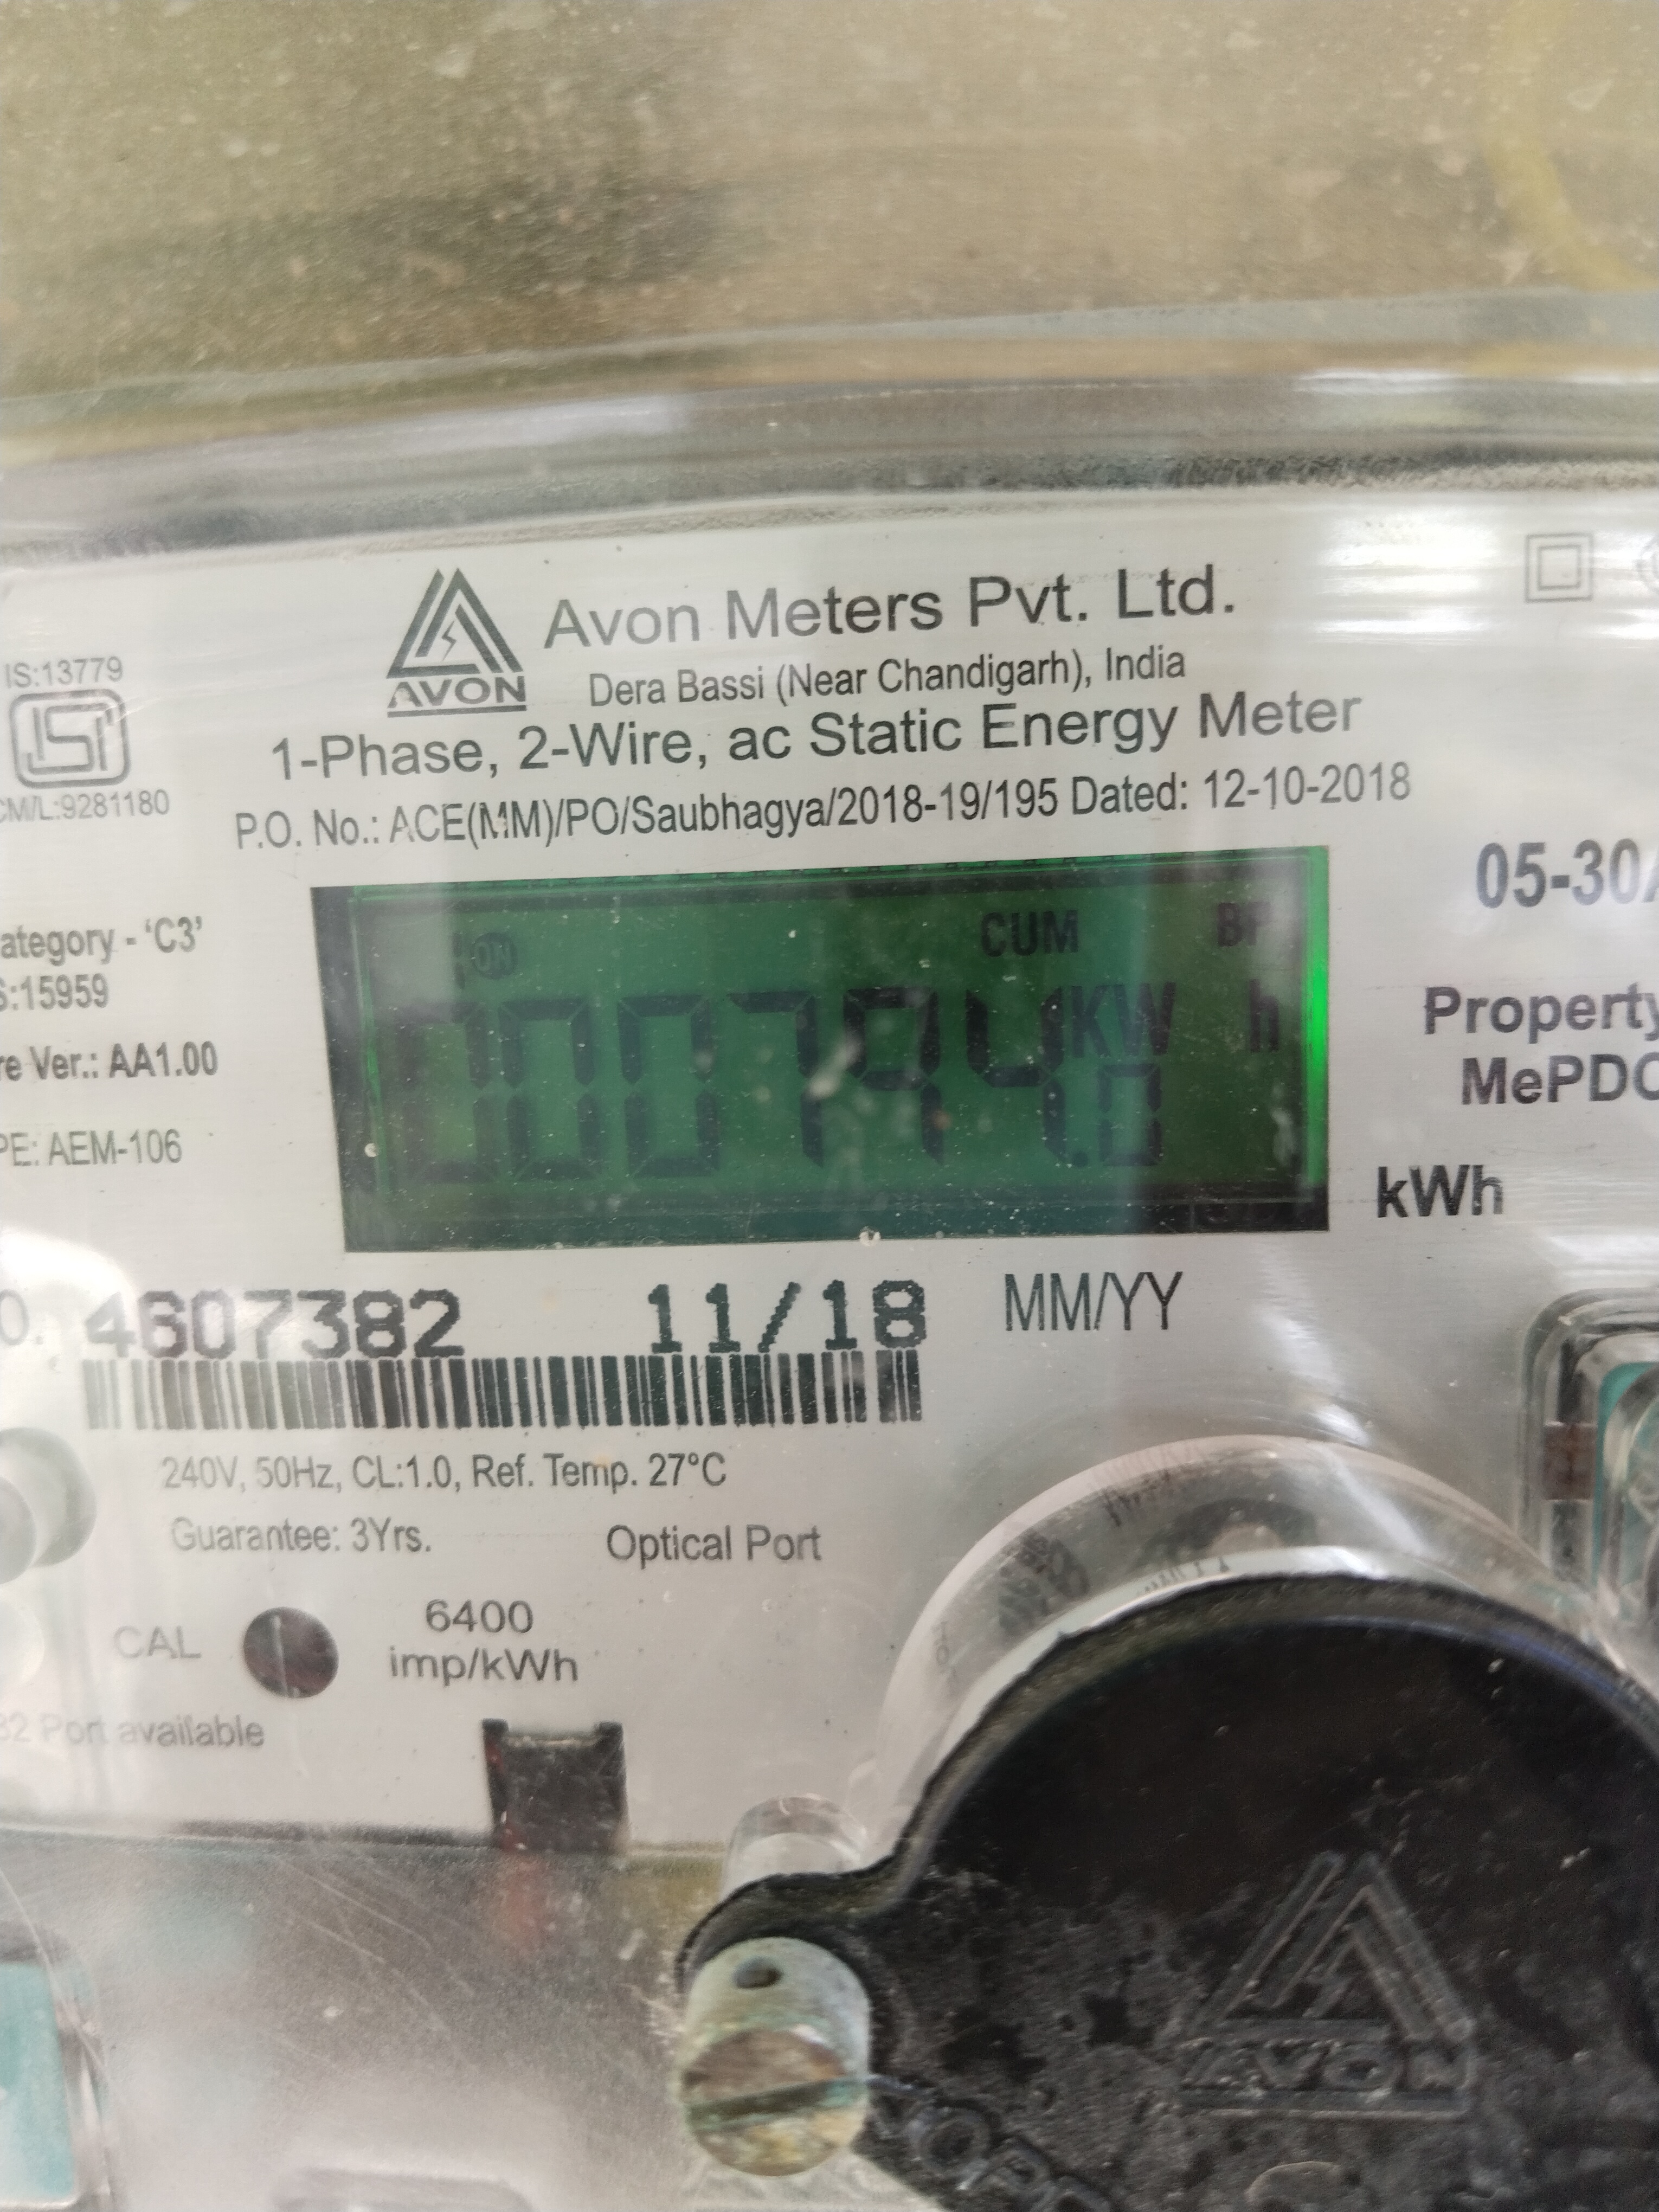 Avon Meters Pvt. Ltd.
AVON
Dera Bassi (Near Chandigarh), India
1-Phase, 2-Wire, ac Static Energy Meter
P.O. No.: ACE(MM)/PO/Saubhagya/2018-19/195 Dated: 12-10-2018
IS:13779
ISI
CM/L:9281180
05-30A
ategory - 'C3'
S:15959
re Ver.: AA1.00
PE: AEM-106
ON CUM BP
000794.0 KW h
Property
MePDC
kWh
O. 4607382 11/18 MM/YY
240V, 50Hz, CL:1.0, Ref. Temp. 27°C
Guarantee: 3Yrs. Optical Port
CAL 6400
imp/kWh
32 Port available
AVON